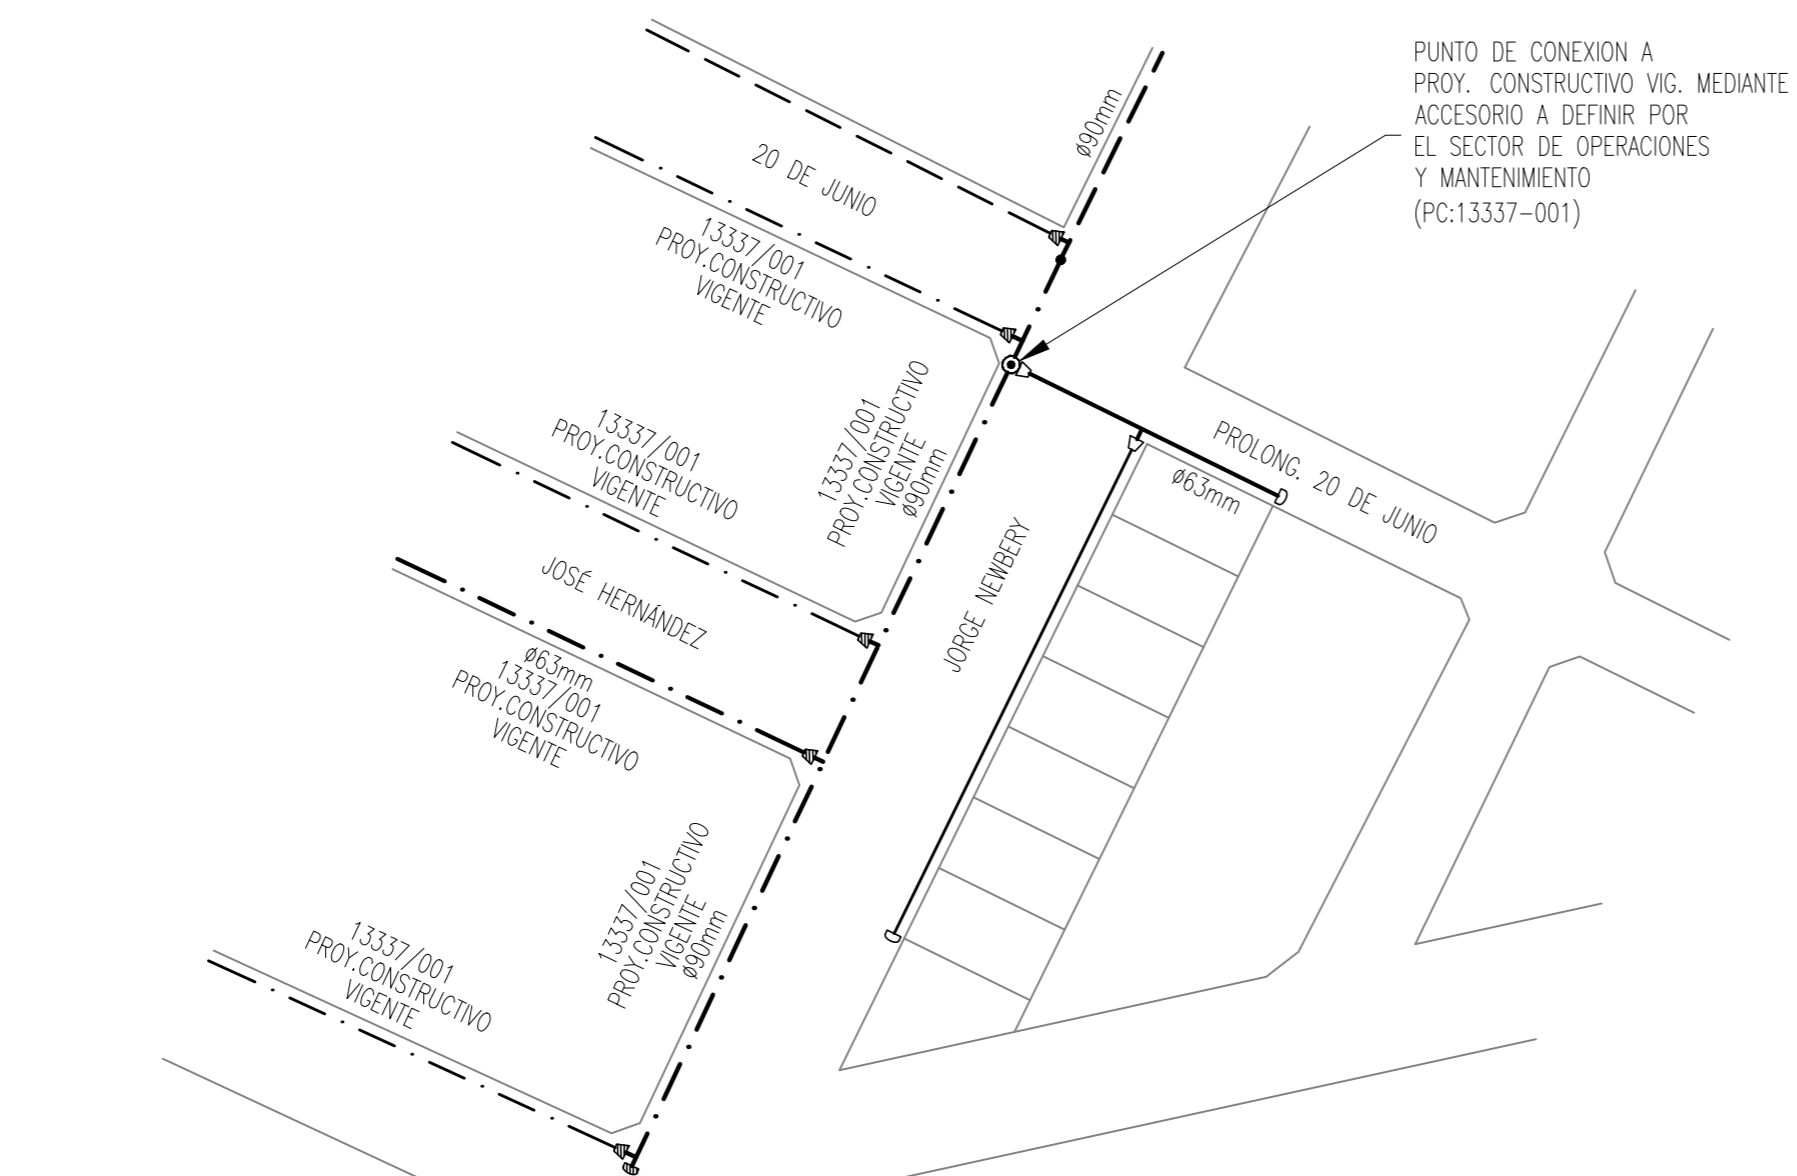 PUNTO DE CONEXION A
PROY. CONSTRUCTIVO VIG. MEDIANTE
ACCESORIO A DEFINIR POR
EL SECTOR DE OPERACIONES
Y MANTENIMIENTO
(PC:13337-001)
ø90mm
20 DE JUNIO
13337/001
PROY.CONSTRUCTIVO
VIGENTE
13337/001
PROY.CONSTRUCTIVO
VIGENTE
ø90mm
13337/001
PROY.CONSTRUCTIVO
VIGENTE
PROLONG. 20 DE JUNIO
ø63mm
JORGE NEWBERY
JOSÉ HERNÁNDEZ
ø63mm
13337/001
PROY.CONSTRUCTIVO
VIGENTE
13337/001
PROY.CONSTRUCTIVO
VIGENTE
ø90mm
13337/001
PROY.CONSTRUCTIVO
VIGENTE